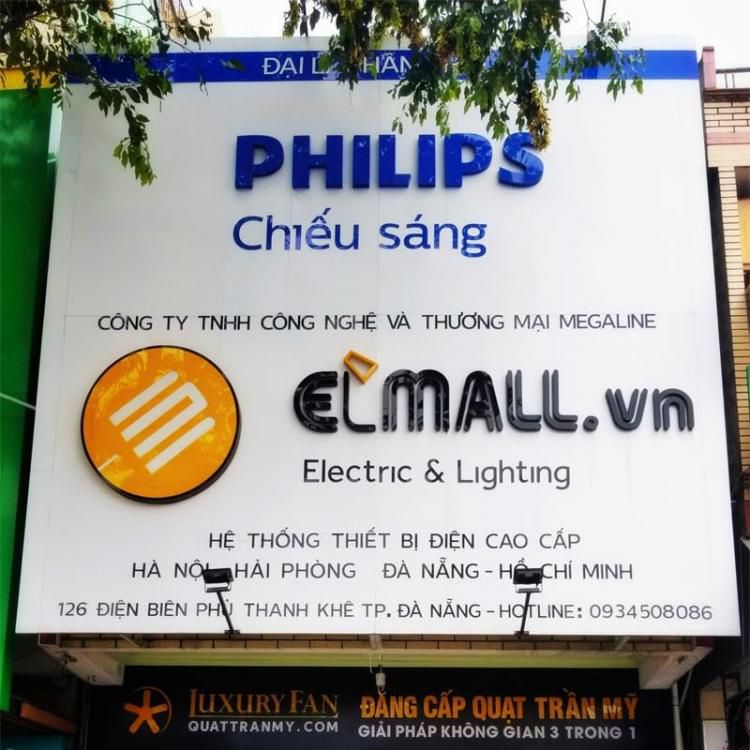 ĐẠI
PHILIPS
Chiếu sáng
CÔNG TY TNHH CÔNG NGHỆ VÀ THƯƠNG MẠI MEGALINE
ELMALL.vn
Electric & Lighting
HỆ THỐNG THIẾT BỊ ĐIỆN CAO CẤP
HÀ NỘI HẢI PHÒNG ĐÀ NẴNG - HỒ CHÍ MINH
126 ĐIỆN BIÊN PHỦ THANH KHÊ TP. ĐÀ NẴNG - HOTLINE: 0934508086
LUXURY FAN
QUATTRANMY.COM
ĐẲNG CẤP QUẠT TRẦN MỸ
GIẢI PHÁP KHÔNG GIAN 3 TRONG 1